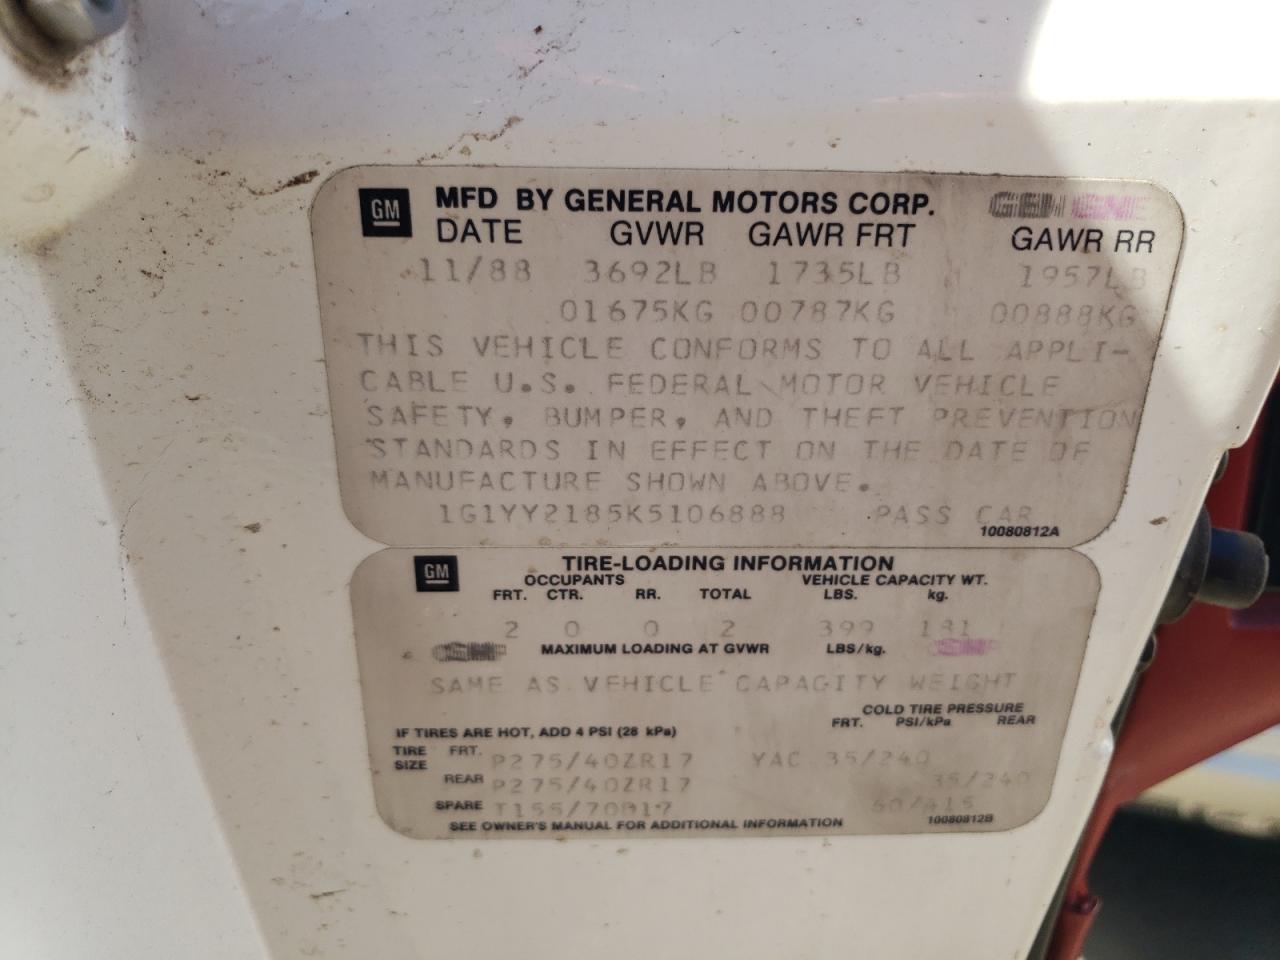 GM MFD BY GENERAL MOTORS CORP.
DATE GVWR GAWR FRT GAWR RR
11/88 3692LB 1735LB 1957LB
01675KG 00787KG 00888KG
THIS VEHICLE CONFORMS TO ALL APPLI-
CABLE U.S. FEDERAL MOTOR VEHICLE
SAFETY, BUMPER, AND THEFT PREVENTION
STANDARDS IN EFFECT ON THE DATE OF
MANUFACTURE SHOWN ABOVE.
1G1YY2185K5106888 PASS CAR
10080812A
GM TIRE-LOADING INFORMATION
OCCUPANTS VEHICLE CAPACITY WT.
FRT. CTR. RR. TOTAL LBS. kg.
2 0 0 2 399 181
MAXIMUM LOADING AT GVWR LBS/kg.
SAME AS VEHICLE CAPACITY WEIGHT
COLD TIRE PRESSURE
FRT. PSI/kPa REAR
IF TIRES ARE HOT, ADD 4 PSI (28 kPa)
TIRE SIZE FRT. P275/40ZR17 YAC 35/240
REAR P275/40ZR17 35/240
SPARE T155/70D17 60/415
SEE OWNER'S MANUAL FOR ADDITIONAL INFORMATION 10080812B